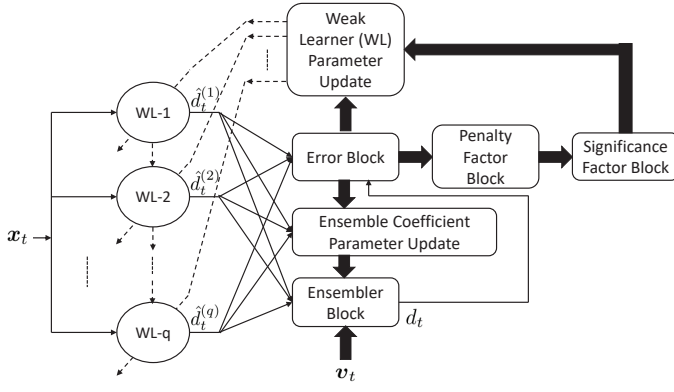 Weak
Learner (WL)
Parameter
Update
WL-1
$\hat{d}_t^{(1)}$
Error Block
Penalty
Factor
Block
Significance
Factor Block
WL-2
$\hat{d}_t^{(2)}$
Ensemble Coefficient
Parameter Update
$\boldsymbol{x}_t$
WL-q
$\hat{d}_t^{(q)}$
Ensembler
Block
$d_t$
$\boldsymbol{v}_t$